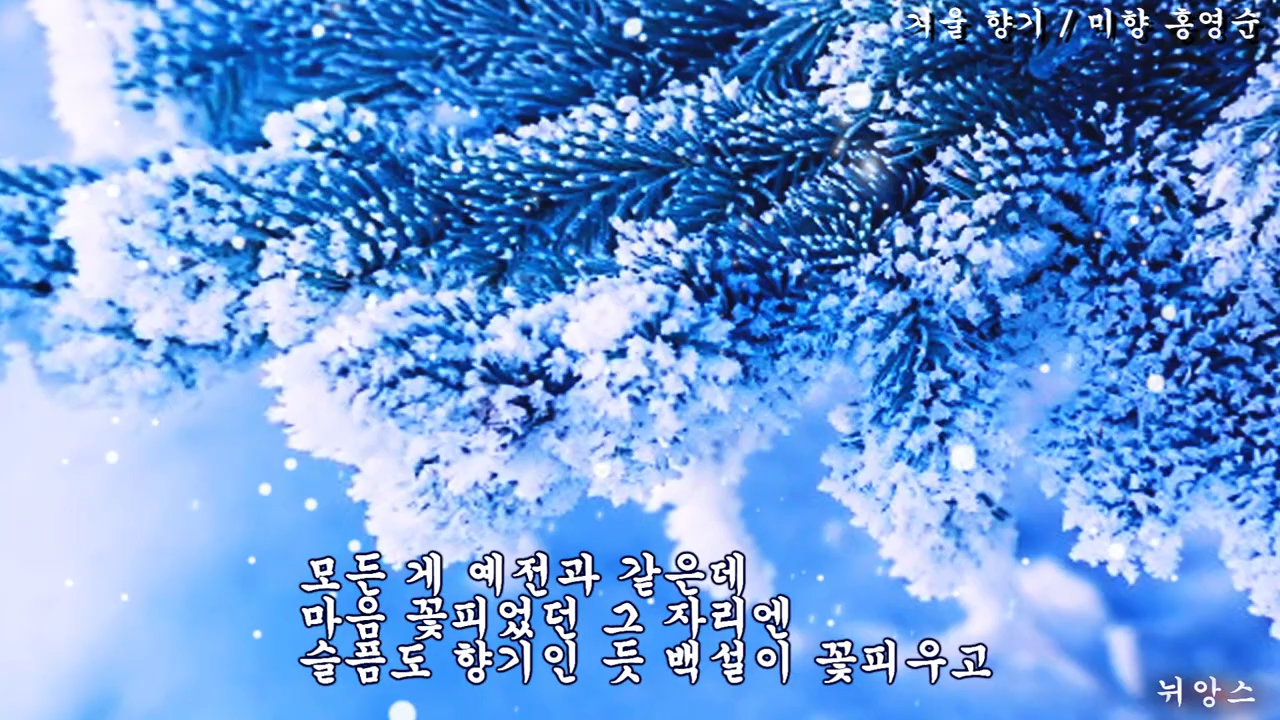 겨울 향기 / 미향 홍영순
모든 게 예전과 같은데
마음 꽃피었던 그 자리엔
슬픔도 향기인 듯 백설이 꽃피우고
뉘앙스